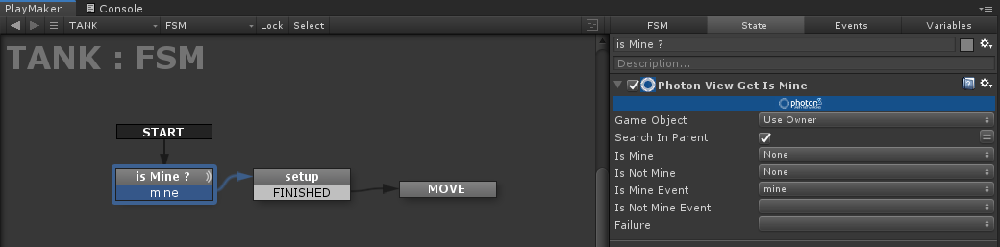 PlayMaker Console
TANK FSM Lock Select FSM State Events Variables
TANK : FSM
is Mine ?
Description...
Photon View Get Is Mine
photon
START
Game Object Use Owner
Search In Parent
Is Mine None
is Mine ? setup Is Not Mine None
mine FINISHED MOVE Is Mine Event mine
Is Not Mine Event
Failure